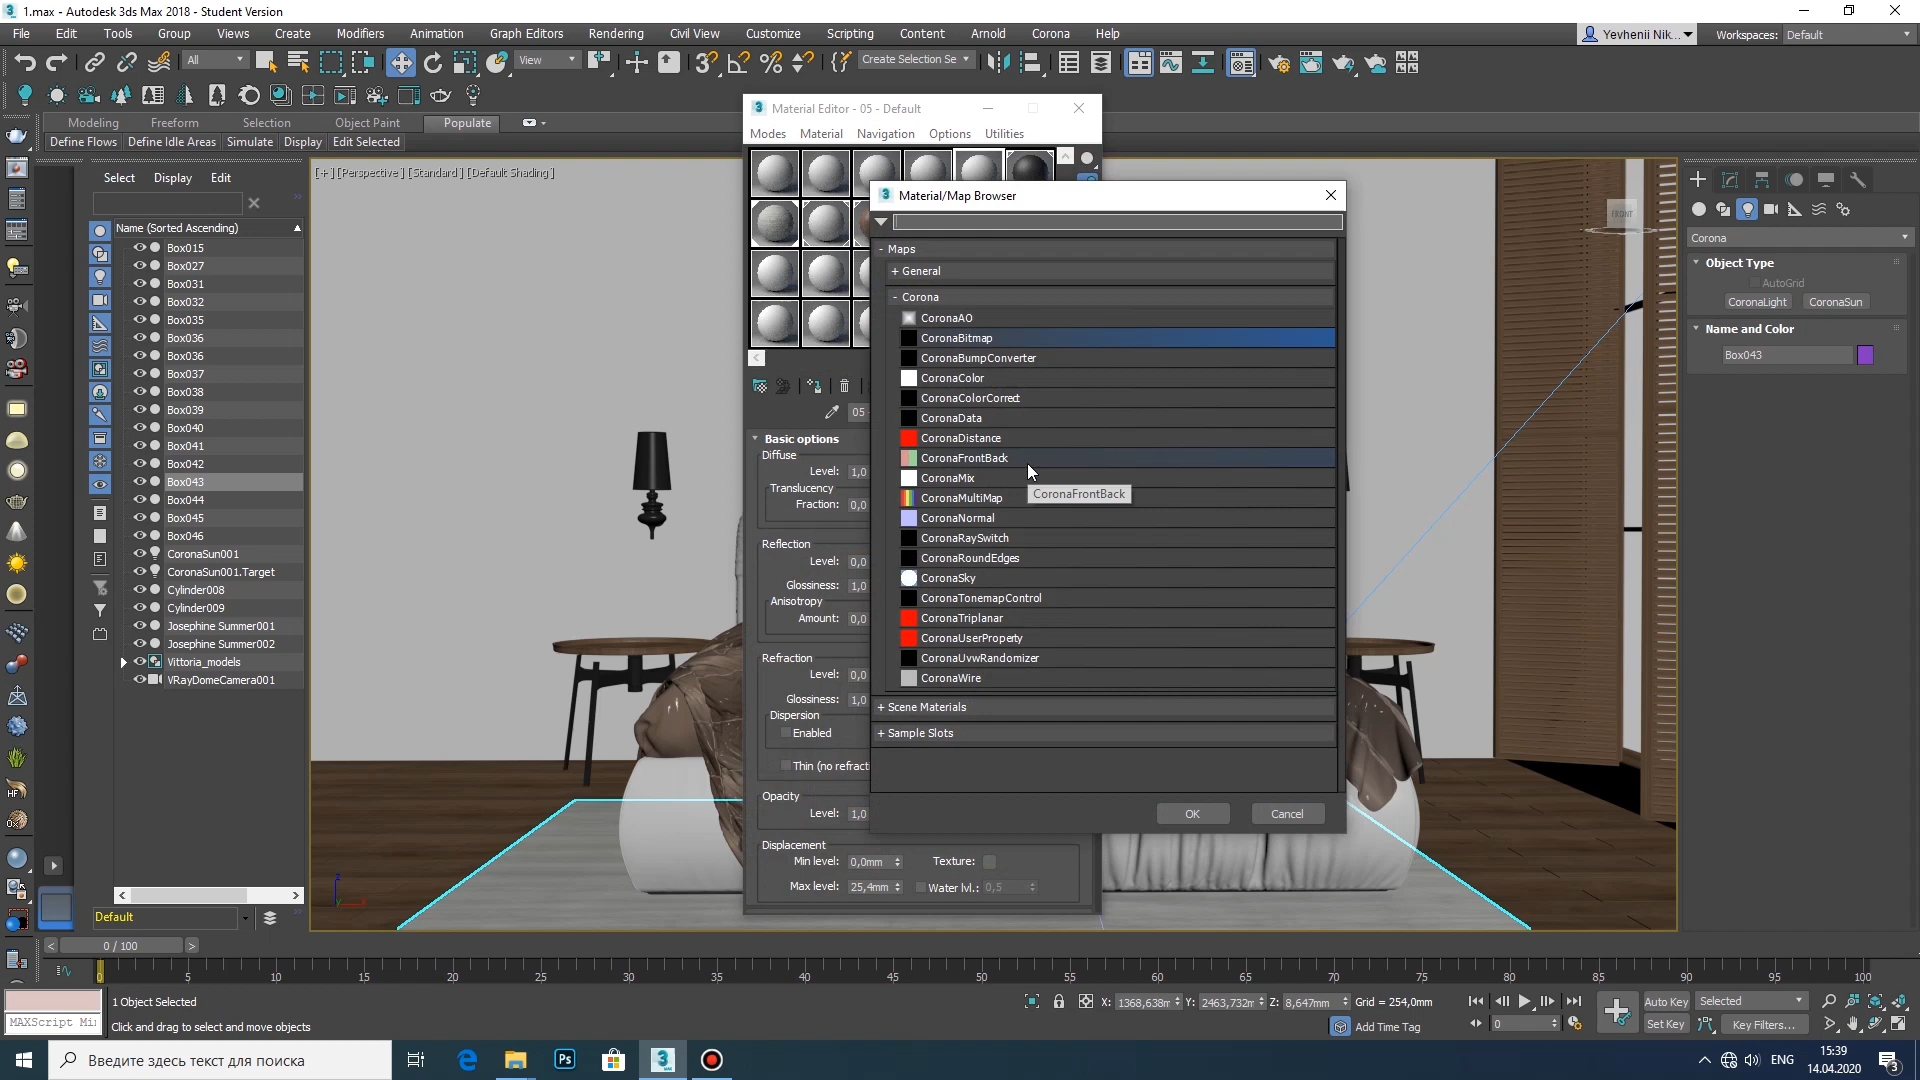 1.max - Autodesk 3ds Max 2018 - Student Version
File Edit Tools Group Views Create Modifiers Animation Graph Editors Rendering Civil View Customize Scripting Content Arnold Corona Help
Yevhenii Nik... Workspaces: Default
All View Create Selection Se
Modeling Freeform Selection Object Paint Populate
Define Flows Define Idle Areas Simulate Display Edit Selected
Select Display Edit
Name (Sorted Ascending)
Box015
Box027
Box031
Box032
Box035
Box036
Box036
Box037
Box038
Box039
Box040
Box041
Box042
Box043
Box044
Box045
Box046
CoronaSun001
CoronaSun001.Target
Cylinder008
Cylinder009
Josephine Summer001
Josephine Summer002
Vittoria_models
VRayDomeCamera001
Default
[+] [Perspective] [Standard] [Default Shading]
Material Editor - 05 - Default
Modes Material Navigation Options Utilities
05
Basic options
Diffuse
Level: 1,0
Translucency
Fraction: 0,0
Reflection
Level: 0,0
Glossiness: 1,0
Anisotropy
Amount: 0,0
Refraction
Level: 0,0
Glossiness: 1,0
Dispersion
Enabled
Thin (no refracti
Opacity
Level: 1,0
Displacement
Min level: 0,0mm Texture:
Max level: 25,4mm Water lvl.: 0,5
Material/Map Browser
- Maps
+ General
- Corona
CoronaAO
CoronaBitmap
CoronaBumpConverter
CoronaColor
CoronaColorCorrect
CoronaData
CoronaDistance
CoronaFrontBack
CoronaMix
CoronaFrontBack
CoronaMultiMap
CoronaNormal
CoronaRaySwitch
CoronaRoundEdges
CoronaSky
CoronaTonemapControl
CoronaTriplanar
CoronaUserProperty
CoronaUvwRandomizer
CoronaWire
+ Scene Materials
+ Sample Slots
OK Cancel
FRONT
Corona
Object Type
AutoGrid
CoronaLight CoronaSun
Name and Color
Box043
0 / 100
0 5 10 15 20 25 30 35 40 45 50 55 60 65 70 75 80 85 90 95 100
1 Object Selected
X: 1368,638m Y: 2463,732m Z: 8,647mm Grid = 254,0mm
Auto Key Selected
MAXScript Mi
Click and drag to select and move objects
Add Time Tag
0
Set Key Key Filters...
Введите здесь текст для поиска
Ps
ENG
15:39
14.04.2020
3